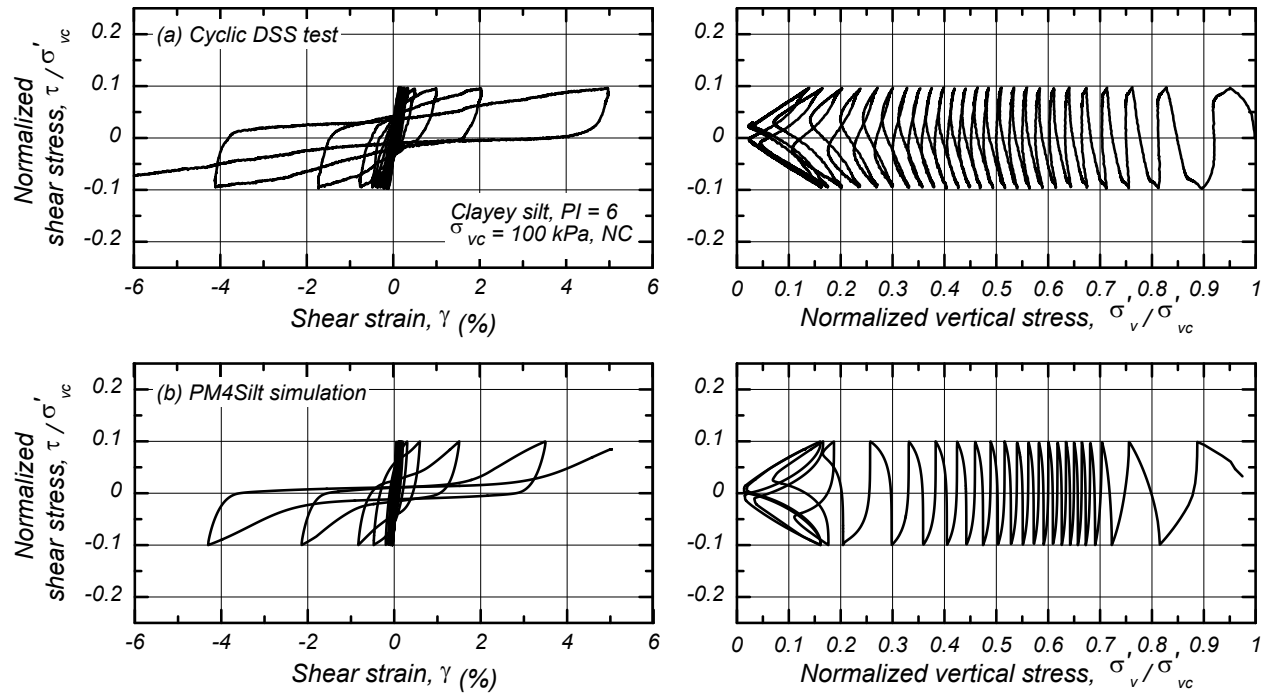 Normalized
shear stress, τ/σ'vc
0.2
0.1
0
-0.1
-0.2
(a) Cyclic DSS test
Clayey silt, PI = 6
σ'vc = 100 kPa, NC
-6 -4 -2 0 2 4 6
Shear strain, γ (%)
0.2
0.1
0
-0.1
-0.2
0 0.1 0.2 0.3 0.4 0.5 0.6 0.7 0.8 0.9 1
Normalized vertical stress, σ'v/σ'vc
Normalized
shear stress, τ/σ'vc
0.2
0.1
0
-0.1
-0.2
(b) PM4Silt simulation
-6 -4 -2 0 2 4 6
Shear strain, γ (%)
0.2
0.1
0
-0.1
-0.2
0 0.1 0.2 0.3 0.4 0.5 0.6 0.7 0.8 0.9 1
Normalized vertical stress, σ'v/σ'vc